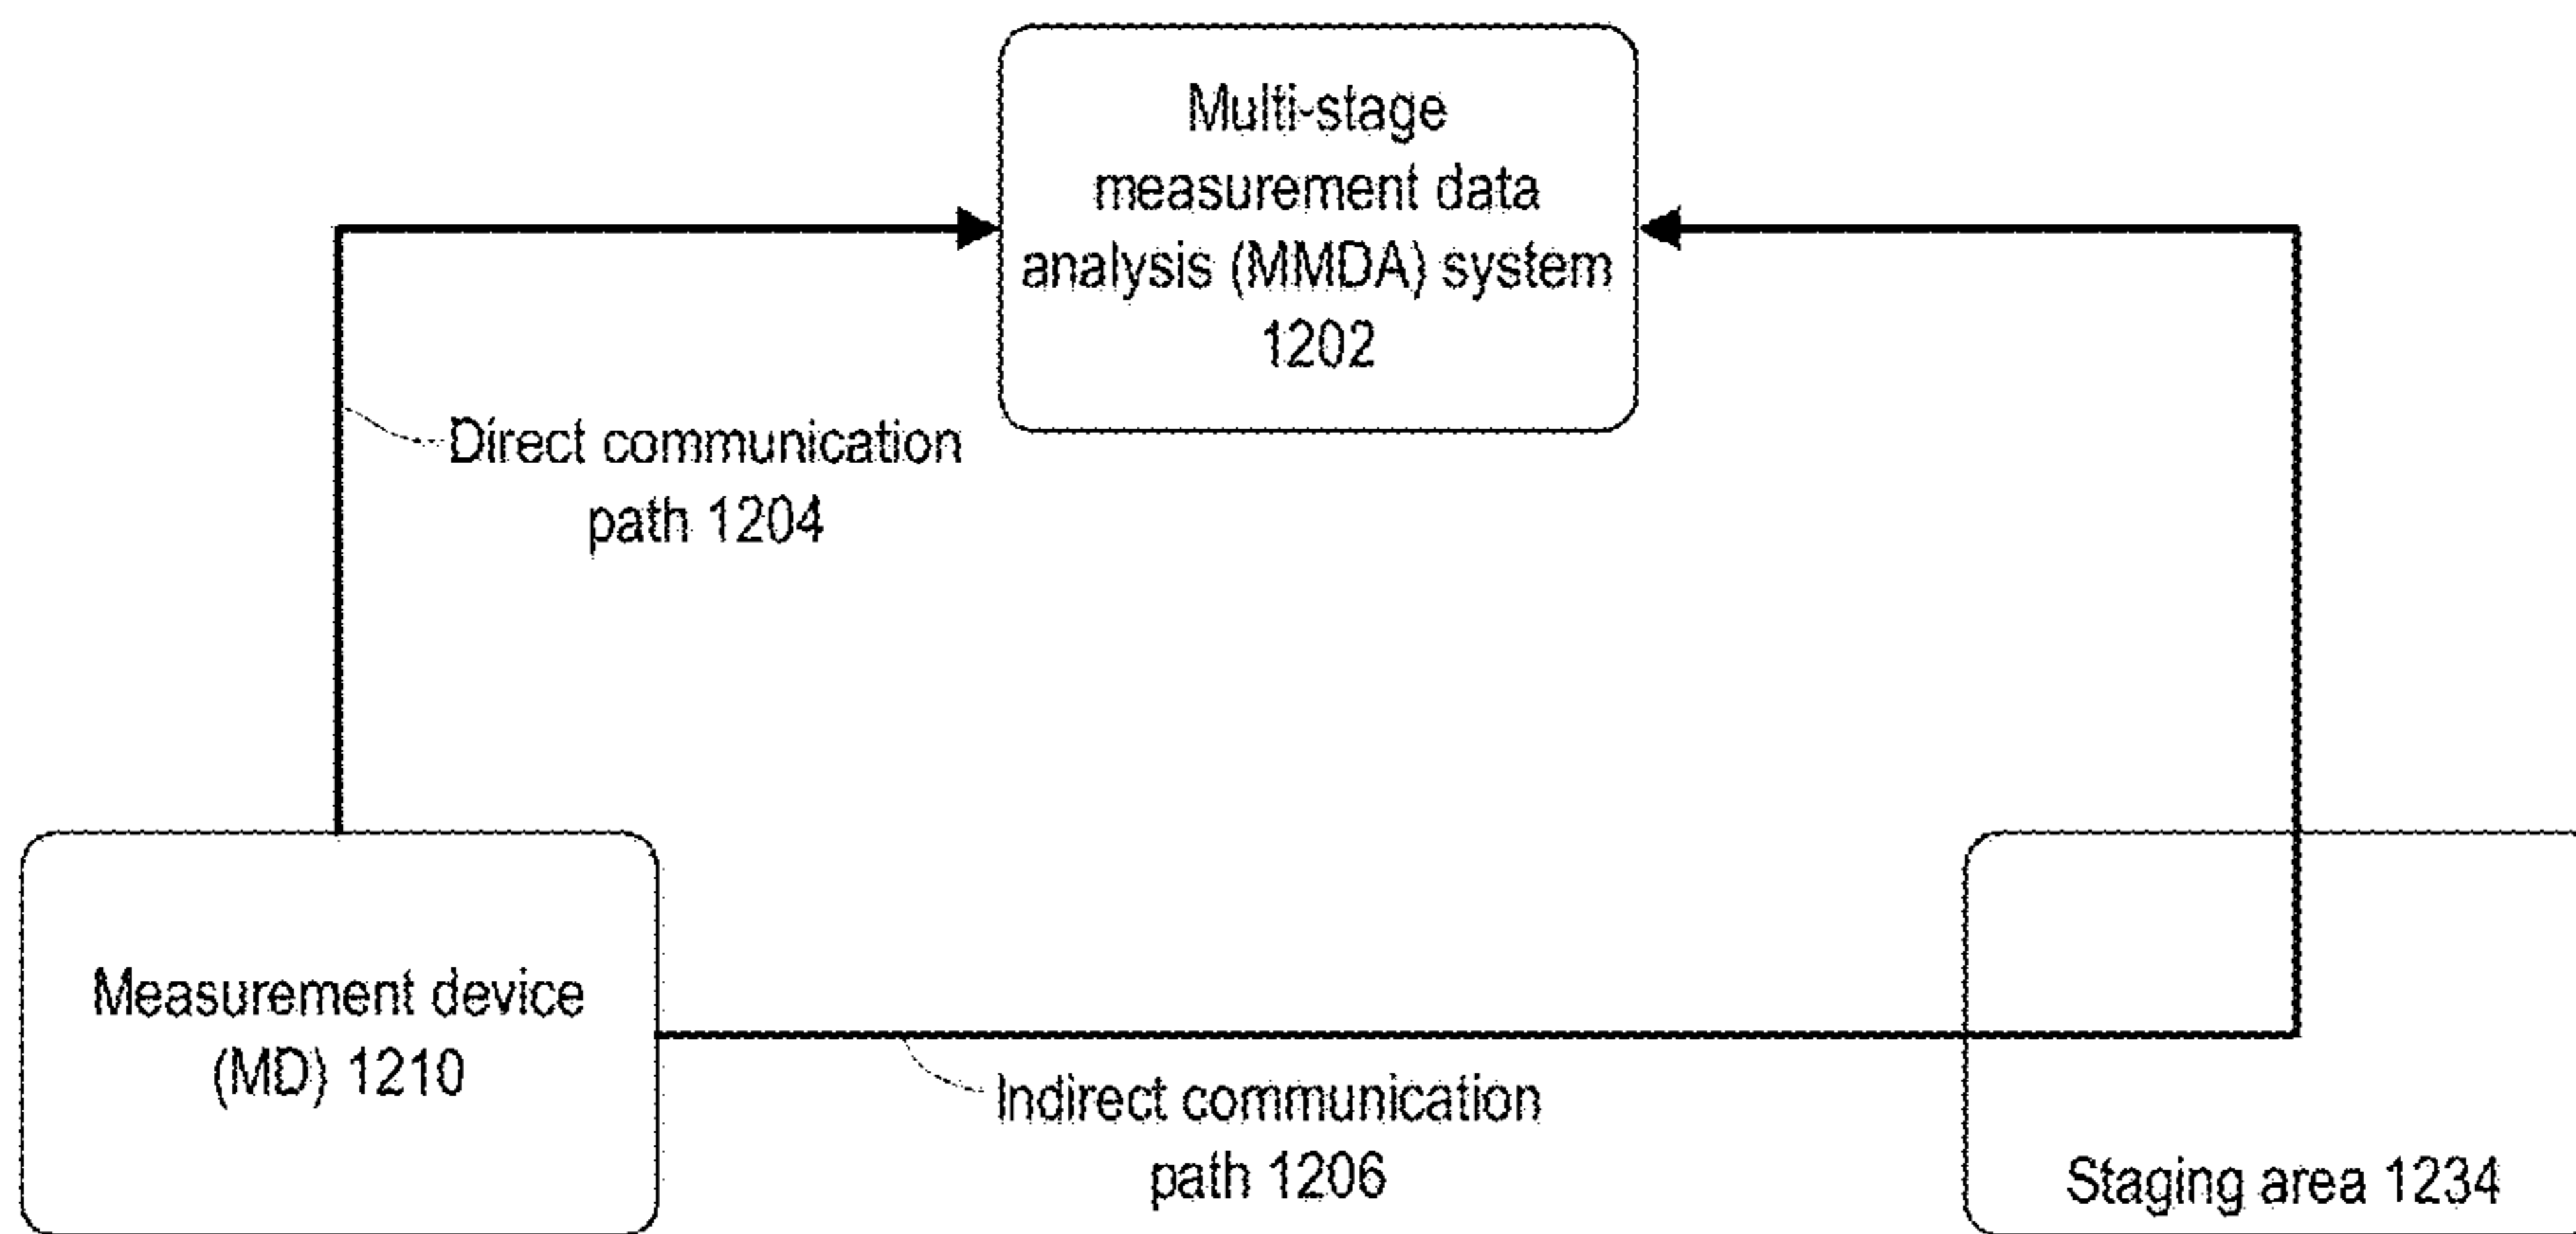 Multi-stage
measurement data
analysis (MMDA) system
1202
Direct communication
path 1204
Measurement device
(MD) 1210
Indirect communication
path 1206
Staging area 1234